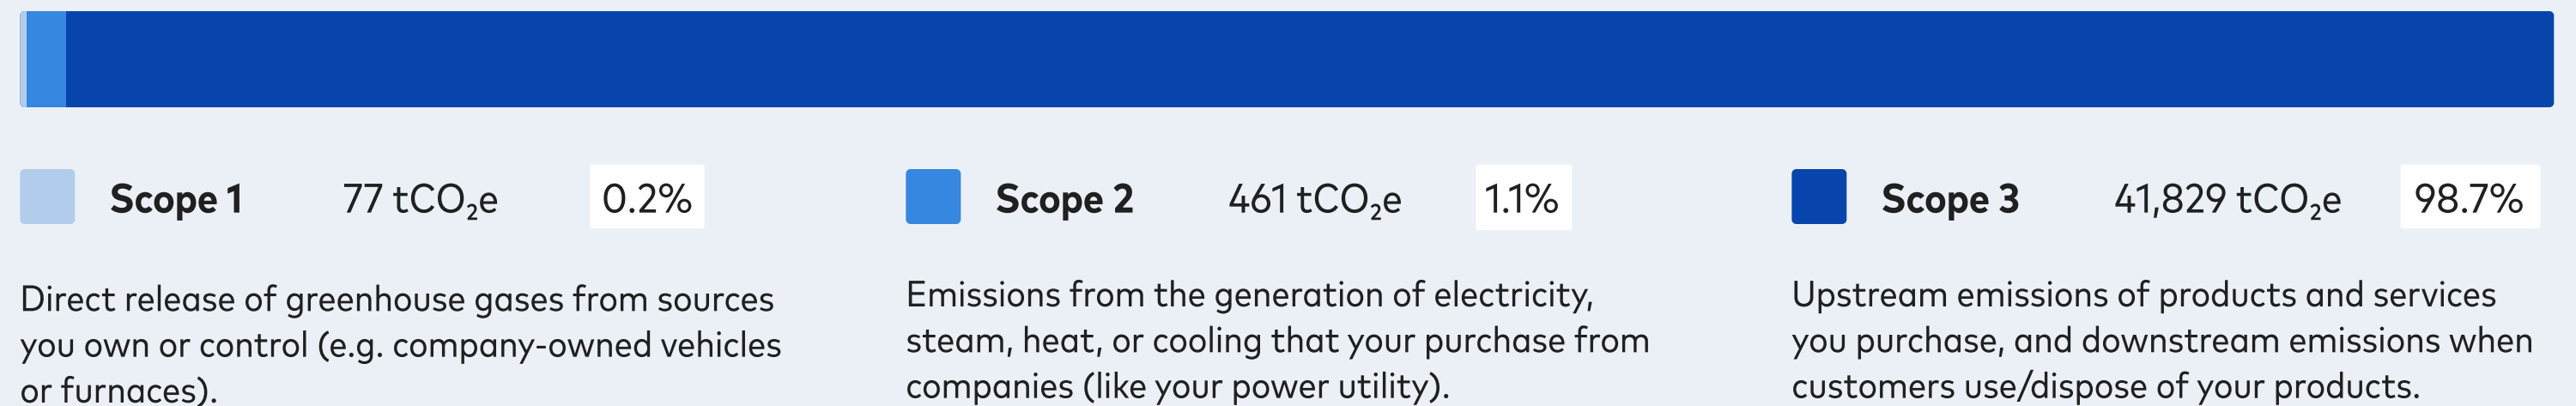 Scope 1 77 tCO₂e 0.2%
Direct release of greenhouse gases from sources
you own or control (e.g. company-owned vehicles
or furnaces).
Scope 2 461 tCO₂e 1.1%
Emissions from the generation of electricity,
steam, heat, or cooling that your purchase from
companies (like your power utility).
Scope 3 41,829 tCO₂e 98.7%
Upstream emissions of products and services
you purchase, and downstream emissions when
customers use/dispose of your products.